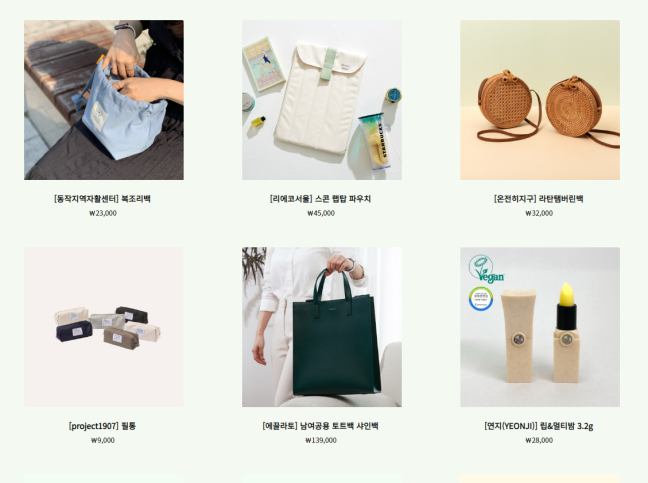 [동작지역자활센터] 복조리백
₩23,000
[리에코서울] 스콘 랩탑 파우치
₩45,000
[온전히지구] 라탄탬버린백
₩32,000
Vegan
[project1907] 필통
₩9,000
[에끌라토] 남여공용 토트백 샤인백
₩139,000
[연지(YEONJI)] 립&멀티밤 3.2g
₩28,000